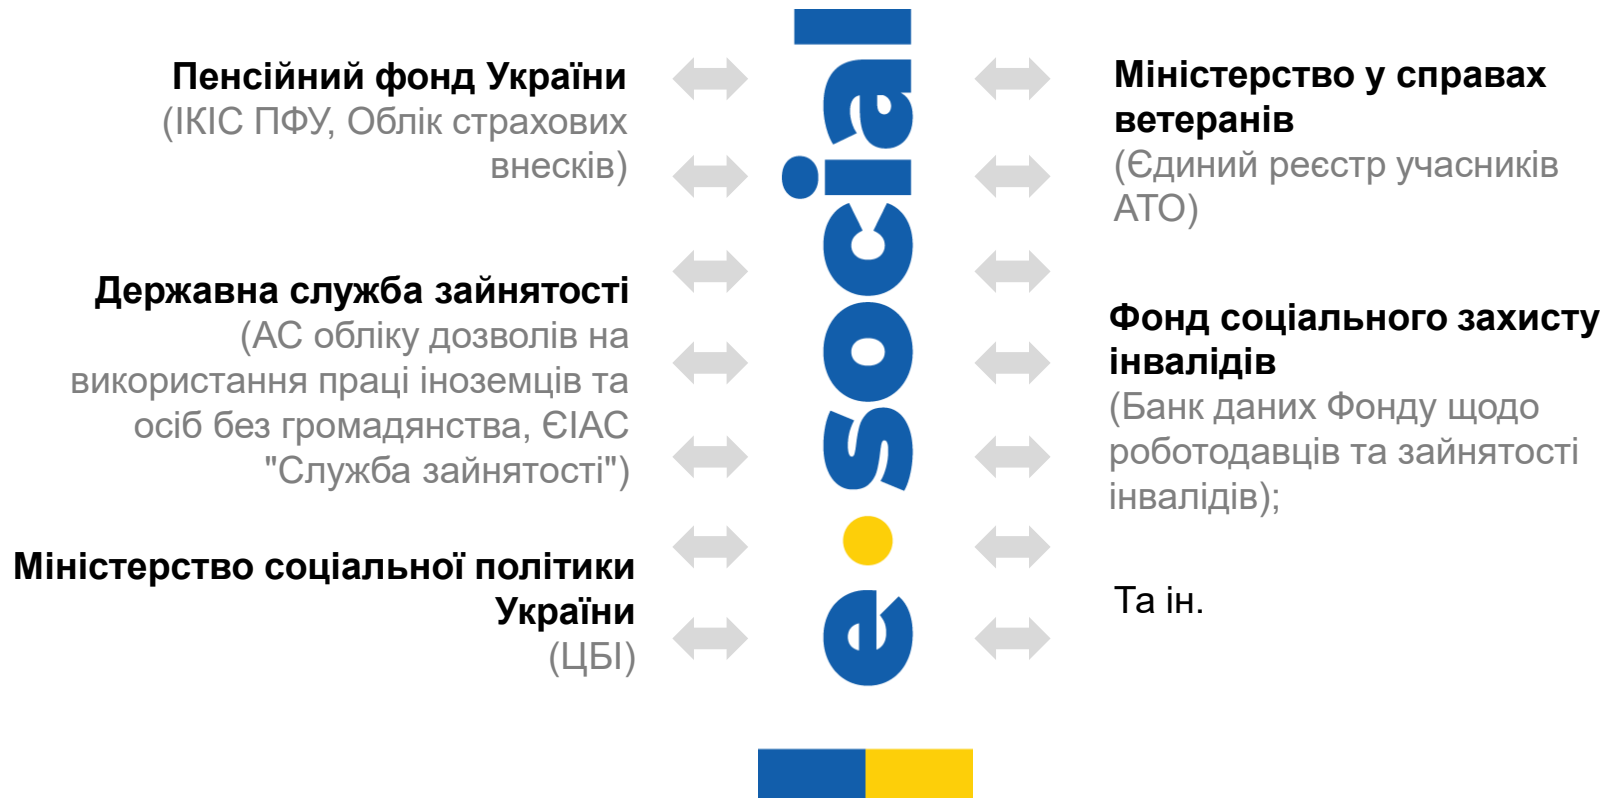 Пенсійний фонд України
(ІКІС ПФУ, Облік страхових
внесків)
Державна служба зайнятості
(АС обліку дозволів на
використання праці іноземців та
осіб без громадянства, ЄІАС
"Служба зайнятості")
Міністерство соціальної політики
України
(ЦБІ)
e·social
Міністерство у справах
ветеранів
(Єдиний реєстр учасників
АТО)
Фонд соціального захисту
інвалідів
(Банк даних Фонду щодо
роботодавців та зайнятості
інвалідів);
Та ін.